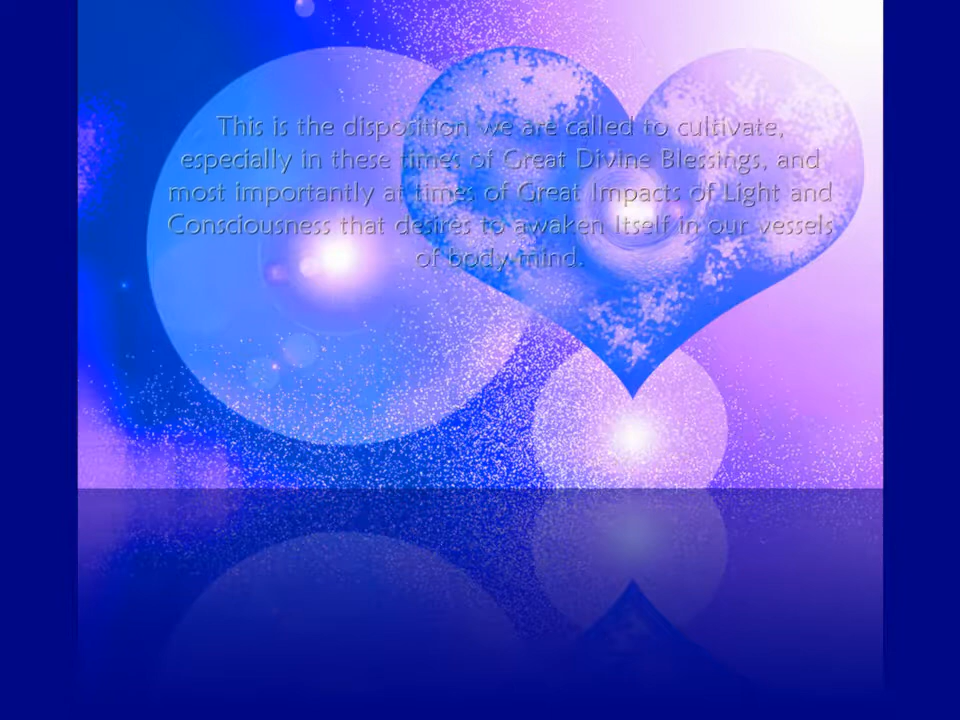 This is the disposition we are called to cultivate,
especially in these times of Great Divine Blessings, and
most importantly at times of Great Impacts of Light and
Consciousness that desires to awaken Itself in our vessels
of body-mind.